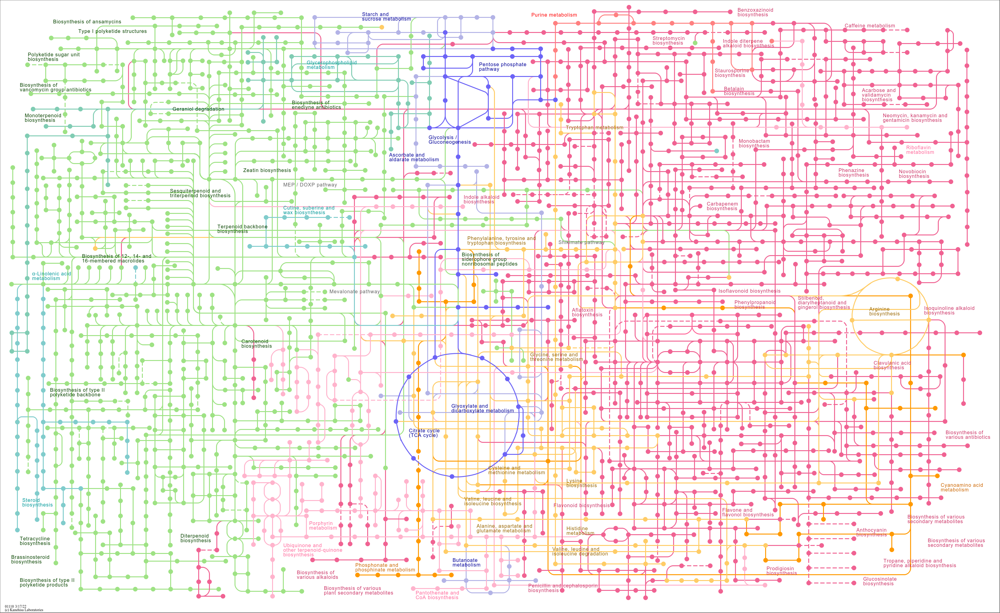 Biosynthesis of ansamycins
Type I polyketide structures
Starch and
sucrose metabolism
Purine metabolism
Benzoxazinoid
biosynthesis
Caffeine metabolism
Polyketide sugar unit
biosynthesis
Glycerophospholipid
metabolism
Pentose phosphate
pathway
Streptomycin
biosynthesis
Indole diterpene
alkaloid biosynthesis
Staurosporine
biosynthesis
Biosynthesis of
vancomycin group antibiotics
Betalain
biosynthesis
Acarbose and
validamycin
biosynthesis
Geraniol degradation
Biosynthesis of
enediyne antibiotics
Monoterpenoid
biosynthesis
Neomycin, kanamycin and
gentamicin biosynthesis
Tryptophan metabolism
Glycolysis /
Gluconeogenesis
Monobactam
biosynthesis
Riboflavin
metabolism
Ascorbate and
aldarate metabolism
Zeatin biosynthesis
Phenazine
biosynthesis
Novobiocin
biosynthesis
MEP / DOXP pathway
Sesquiterpenoid and
triterpenoid biosynthesis
Indole alkaloid
biosynthesis
Carbapenem
biosynthesis
Cutine, suberine and
wax biosynthesis
Terpenoid backbone
biosynthesis
Phenylalanine, tyrosine and
tryptophan biosynthesis
Shikimate pathway
Biosynthesis of 12-, 14- and
16-membered macrolides
Biosynthesis of
siderophore group
nonribosomal peptides
α-Linolenic acid
metabolism
Mevalonate pathway
Isoflavonoid biosynthesis
Phenylpropanoid
biosynthesis
Stilbenoid,
diarylheptanoid and
gingerol biosynthesis
Aflatoxin
biosynthesis
Arginine
biosynthesis
Isoquinoline alkaloid
biosynthesis
Carotenoid
biosynthesis
Glycine, serine and
threonine metabolism
Clavulanic acid
biosynthesis
Biosynthesis of type II
polyketide backbone
Glyoxylate and
dicarboxylate metabolism
Citrate cycle
(TCA cycle)
Biosynthesis of
various antibiotics
Cysteine and
methionine metabolism
Lysine
biosynthesis
Cyanoamino acid
metabolism
Steroid
biosynthesis
Valine, leucine and
isoleucine biosynthesis
Flavonoid biosynthesis
Flavone and
flavonol biosynthesis
Biosynthesis of various
secondary metabolites
Porphyrin
metabolism
Alanine, aspartate and
glutamate metabolism
Histidine
metabolism
Anthocyanin
biosynthesis
Tetracycline
biosynthesis
Diterpenoid
biosynthesis
Ubiquinone and
other terpenoid-quinone
biosynthesis
Valine, leucine and
isoleucine degradation
Biosynthesis of various
secondary metabolites
Brassinosteroid
biosynthesis
Butanoate
metabolism
Tropane, piperidine and
pyridine alkaloid biosynthesis
Phosphonate and
phosphinate metabolism
Prodigiosin
biosynthesis
Biosynthesis of
various alkaloids
Biosynthesis of type II
polyketide products
Glucosinolate
biosynthesis
Biosynthesis of various
plant secondary metabolites
Penicillin and cephalosporin
biosynthesis
Pantothenate and
CoA biosynthesis
01110 3/17/22
(c) Kanehisa Laboratories